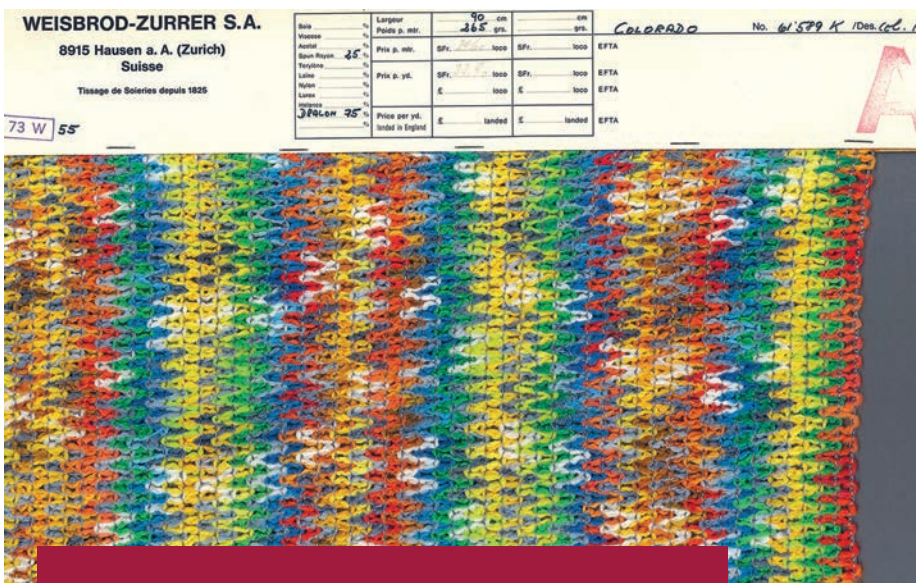 WEISBROD-ZURRER S.A.
8915 Hausen a. A. (Zurich)
Suisse
Tissage de Soieries depuis 1825
73 W 55
Soie %
Viscose %
Acetat %
Spun Rayon 25 %
Terylène %
Laine %
Nylon %
Lurex %
%
DRALON 75 %
Largeur 90 cm cm
Poids p. mtr. 265 grs. grs.
Prix p. mtr. SFr. loco SFr. loco EFTA
Prix p. yd. SFr. loco SFr. loco EFTA
£ loco £ loco EFTA
Price per yd. landed in England £ landed £ landed EFTA
COLORADO No. 61'579 K /Des.
A